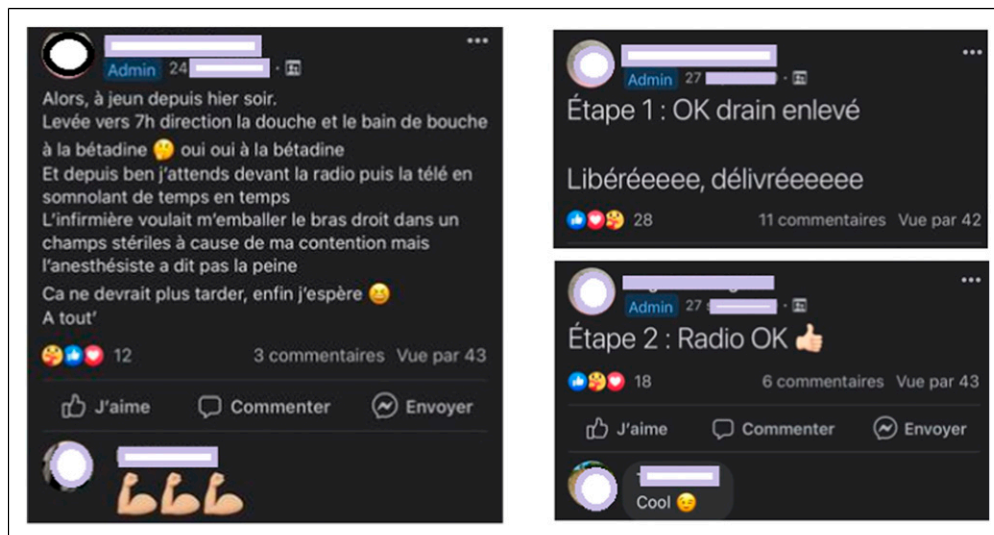 Admin 24
Alors, à jeun depuis hier soir.
Levée vers 7h direction la douche et le bain de bouche
à la bétadine 🤔 oui oui à la bétadine
Et depuis ben j'attends devant la radio puis la télé en
somnolant de temps en temps
L'infirmière voulait m'emballer le bras droit dans un
champs stériles à cause de ma contention mais
l'anesthésiste a dit pas la peine
Ca ne devrait plus tarder, enfin j'espère 😆
A tout'
12 3 commentaires Vue par 43
J'aime Commenter Envoyer
💪🏼💪🏼💪🏼
Admin 27
Étape 1 : OK drain enlevé
Libéréeeee, délivréeeeee
28 11 commentaires Vue par 42
Admin 27
Étape 2 : Radio OK 👍🏻
18 6 commentaires Vue par 43
J'aime Commenter Envoyer
Cool 😉